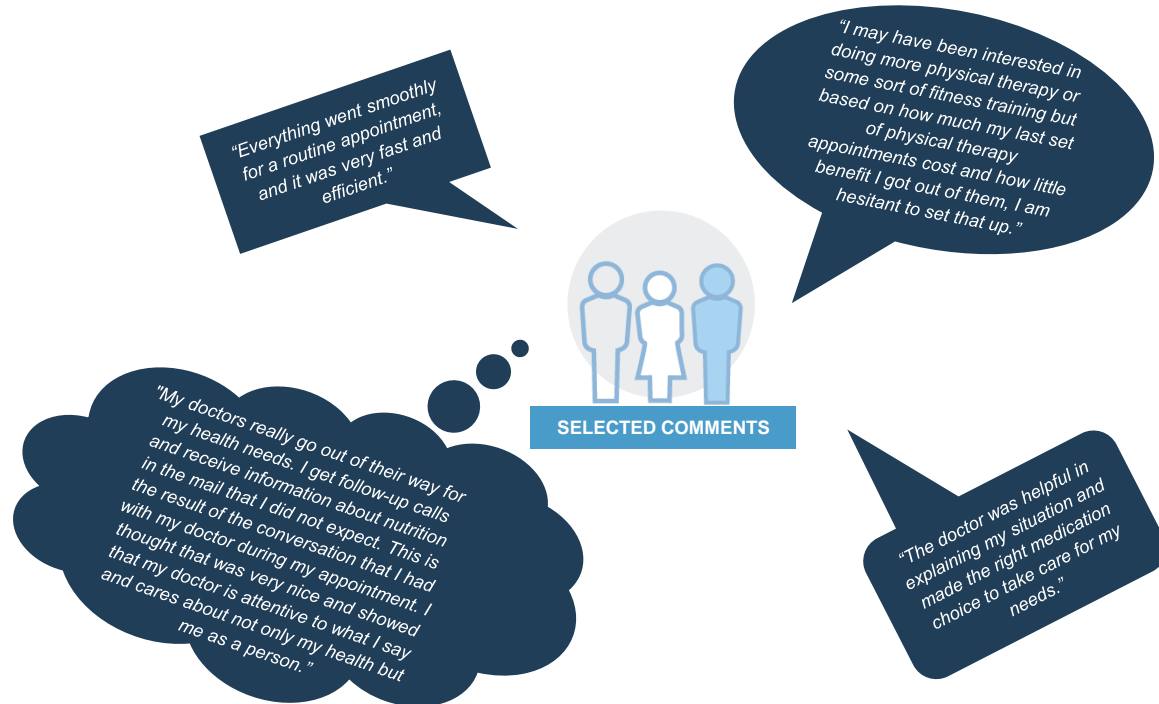 “Everything went smoothly
for a routine appointment,
and it was very fast and
efficient.”
“I may have been interested in
doing more physical therapy or
some sort of fitness training but
based on how much my last set
of physical therapy
appointments cost and how little
benefit I got out of them, I am
hesitant to set that up.”
SELECTED COMMENTS
"My doctors really go out of their way for
my health needs. I get follow-up calls
and receive information about nutrition
in the mail that I did not expect. This is
the result of the conversation that I had
with my doctor during my appointment. I
thought that was very nice and showed
that my doctor is attentive to what I say
and cares about not only my health but
me as a person.”
“The doctor was helpful in
explaining my situation and
made the right medication
choice to take care for my
needs.”